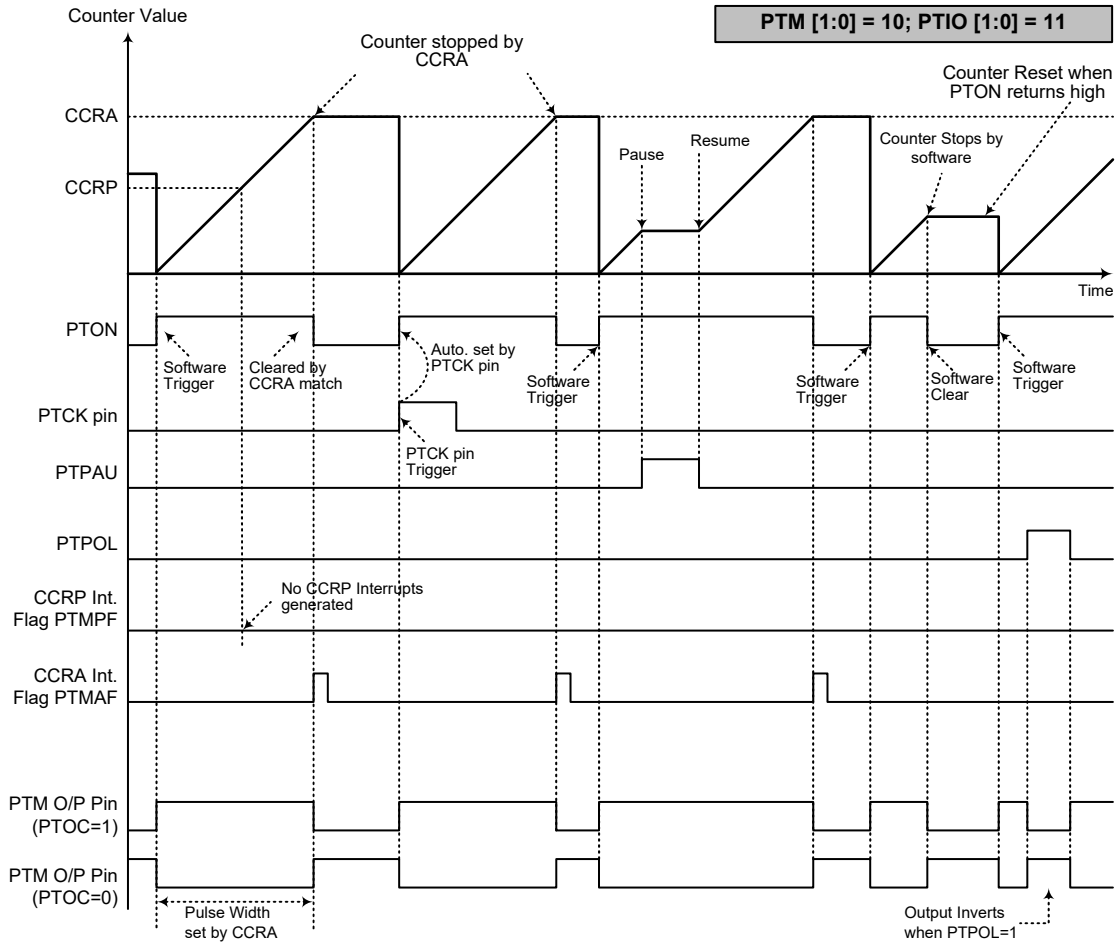 Counter Value
PTM [1:0] = 10; PTIO [1:0] = 11
Counter stopped by
CCRA
Counter Reset when
PTON returns high
CCRA
Counter Stops by
software
Pause
Resume
CCRP
Time
PTON
Software
Trigger
Cleared by
CCRA match
Auto. set by
PTCK pin
Software
Trigger
Software
Trigger
Software
Clear
Software
Trigger
PTCK pin
PTCK pin
Trigger
PTPAU
PTPOL
CCRP Int.
Flag PTMPF
No CCRP Interrupts
generated
CCRA Int.
Flag PTMAF
PTM O/P Pin
(PTOC=1)
PTM O/P Pin
(PTOC=0)
Pulse Width
set by CCRA
Output Inverts
when PTPOL=1